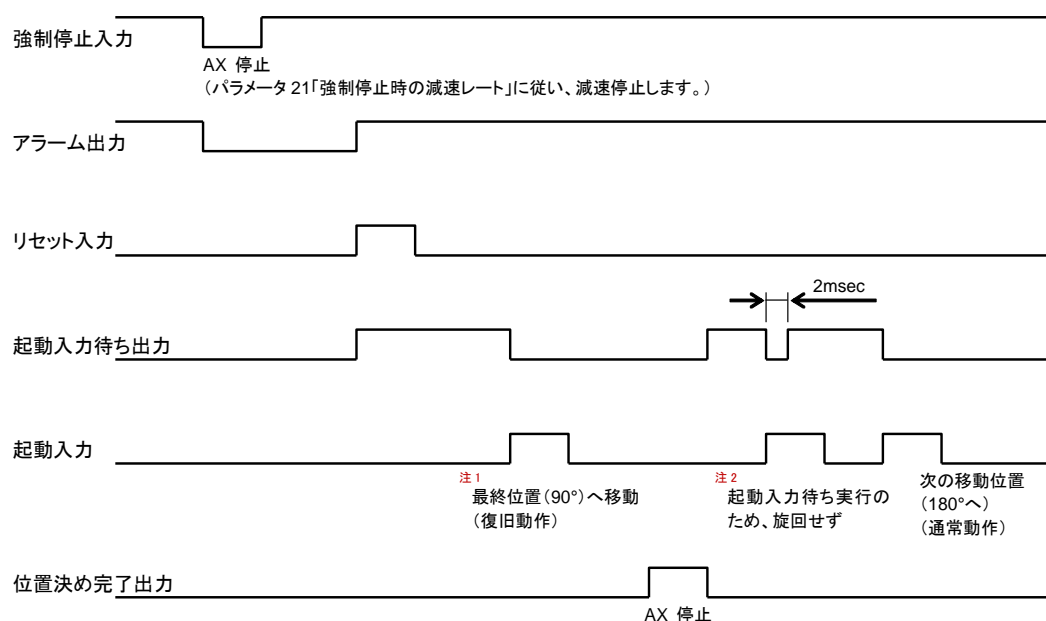 強制停止入力
AX 停止
（パラメータ 21「強制停止時の減速レート」に従い、減速停止します。）
アラーム出力
リセット入力
2msec
起動入力待ち出力
起動入力
注 1
最終位置（90°）へ移動
（復旧動作）
注 2
起動入力待ち実行の
ため、旋回せず
次の移動位置
（180°へ）
（通常動作）
位置決め完了出力
AX 停止